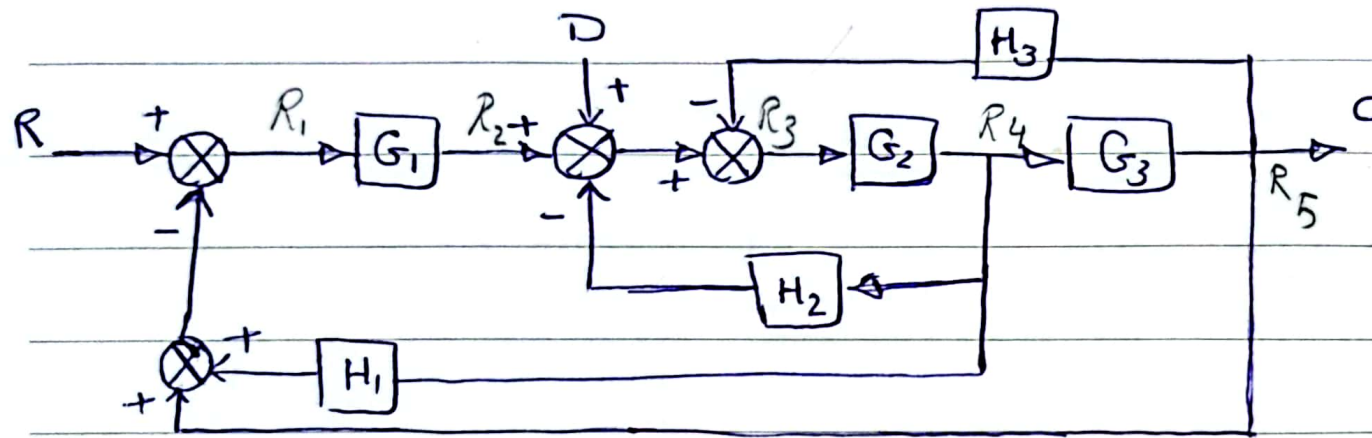 D
H₃
R + R₁ G₁ R₂ + + - R₃ G₂ R₄ G₃ C
+ R₅
- -
H₂
+ H₁
+